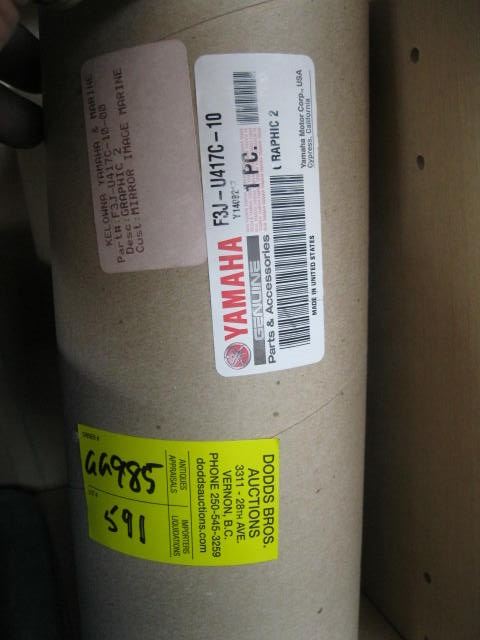 KELOWNA YAMAHA & MARINE
Part# F3J-U417C-10-00
Desc: GRAPHIC 2
Cust: MIRROR IMAGE MARINE
YAMAHA
F3J-U417C-10
GENUINE
Parts & Accessories
1 PC.
RAPHIC 2
MADE IN UNITED STATES
Yamaha Motor Corp., USA
Cypress, California
DODDS BROS.
AUCTIONS
3311 - 28TH AVE.
VERNON, B.C.
PHONE 250-545-3259
doddsauctions.com
ANTIQUES
APPRAISALS
IMPORTERS
LIQUIDATIONS
GG985
LOT #
591